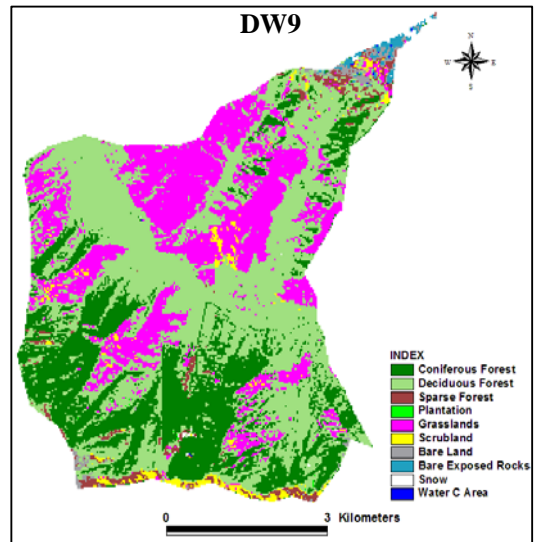 DW9
N
W E
S
INDEX
Coniferous Forest
Deciduous Forest
Sparse Forest
Plantation
Grasslands
Scrubland
Bare Land
Bare Exposed Rocks
Snow
Water C Area
0 3 Kilometers